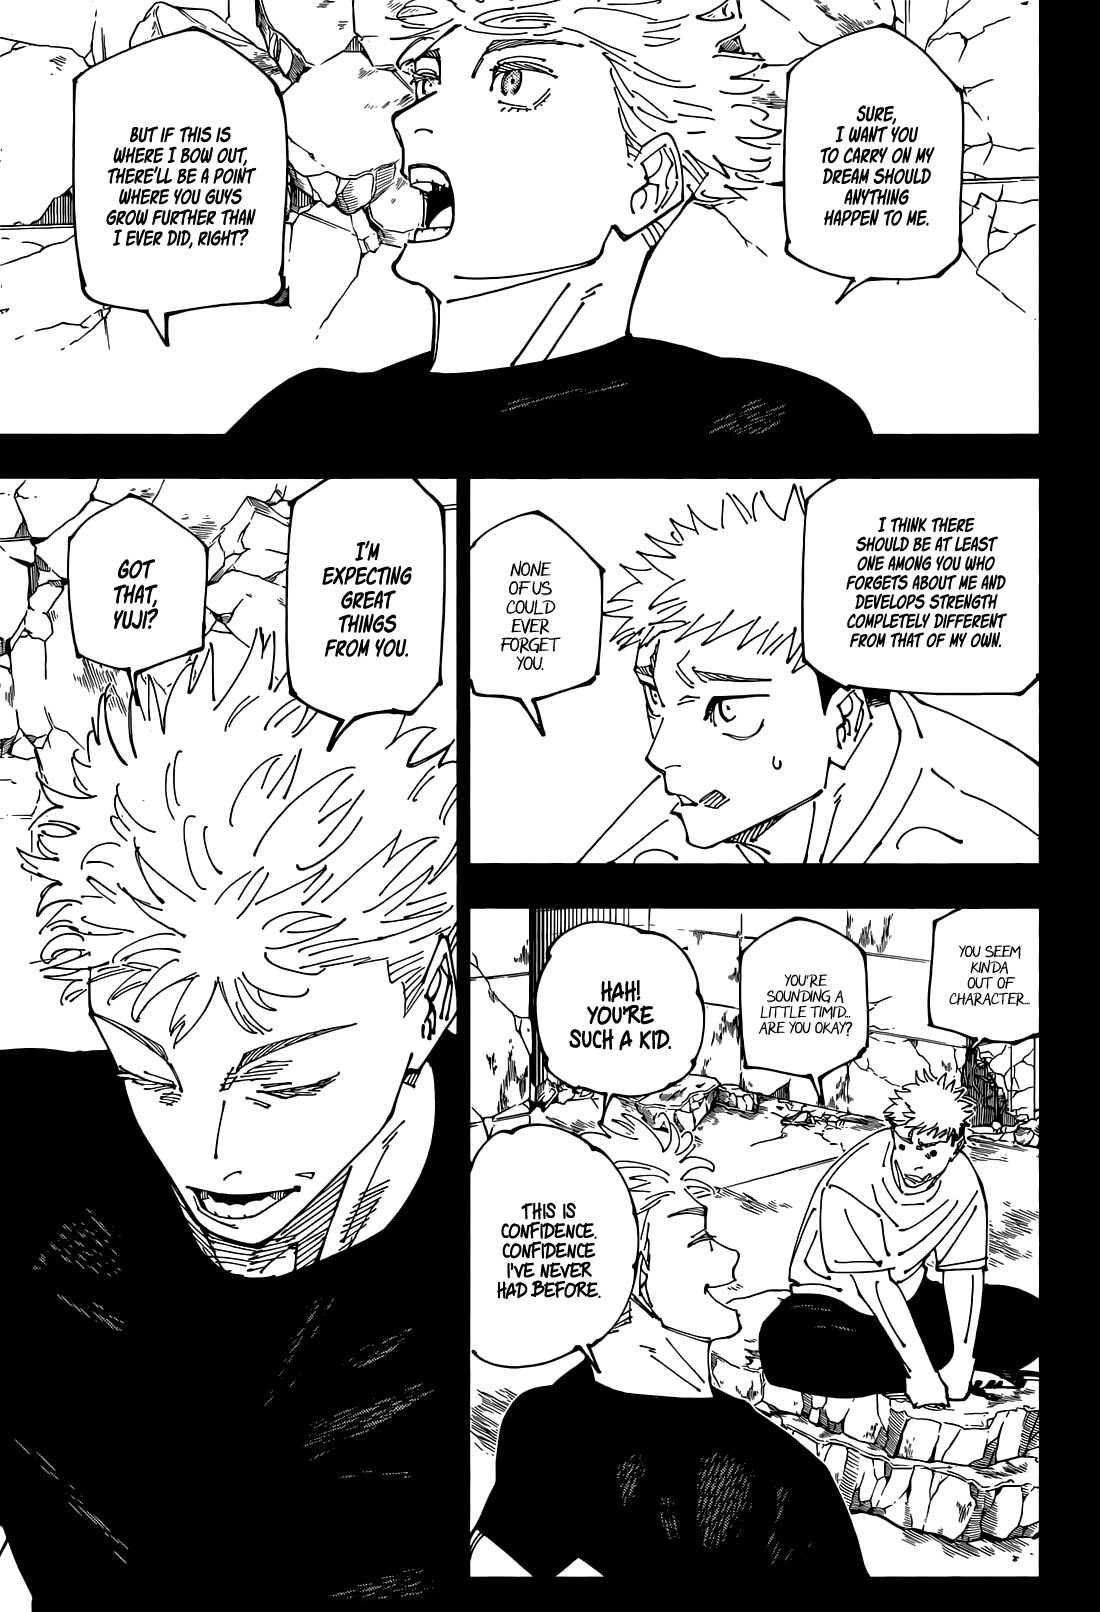 SURE,
I WANT YOU
TO CARRY ON MY
DREAM SHOULD
ANYTHING
HAPPEN TO ME.
BUT IF THIS IS
WHERE I BOW OUT,
THERE'LL BE A POINT
WHERE YOU GUYS
GROW FURTHER THAN
I EVER DID, RIGHT?
I THINK THERE
SHOULD BE AT LEAST
ONE AMONG YOU WHO
FORGETS ABOUT ME AND
DEVELOPS STRENGTH
COMPLETELY DIFFERENT
FROM THAT OF MY OWN.
NONE
OF US
COULD
EVER
FORGET
YOU.
YOU SEEM
KINDA
OUT OF
CHARACTER...
YOU'RE
SOUNDING A
LITTLE TIMID..
ARE YOU OKAY?
HAH!
YOU'RE
SUCH A KID.
THIS IS
CONFIDENCE.
CONFIDENCE
I'VE NEVER
HAD BEFORE.
I'M
EXPECTING
GREAT
THINGS
FROM YOU.
GOT
THAT,
YUJI?